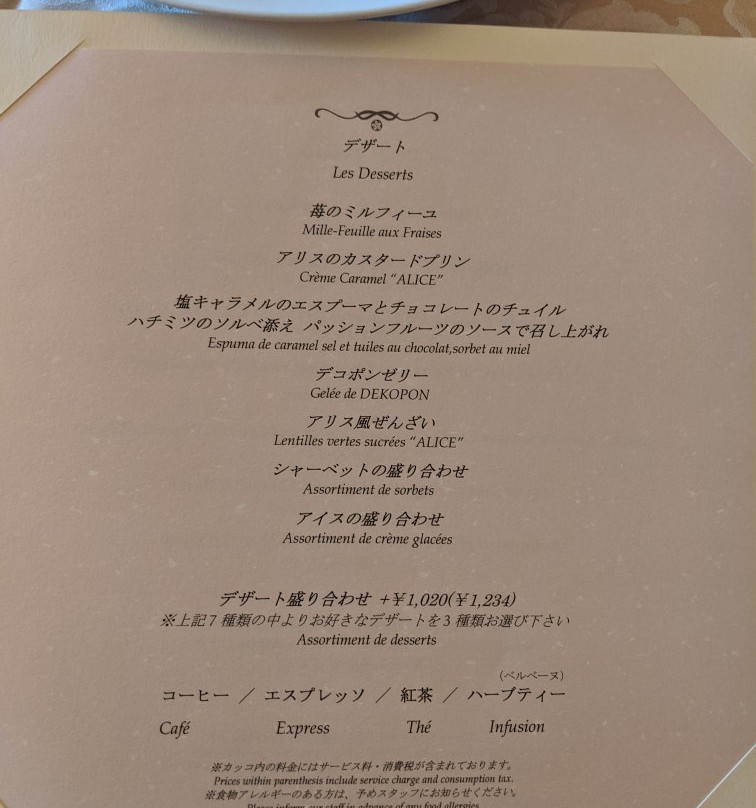 デザート
Les Desserts
苺のミルフィーユ
Mille-Feuille aux Fraises
アリスのカスタードプリン
Crème Caramel “ALICE”
塩キャラメルのエスプーマとチョコレートのチュイル
ハチミツのソルベ添え パッションフルーツのソースで召し上がれ
Espuma de caramel sel et tuiles au chocolat,sorbet au miel
デコポンゼリー
Gelée de DEKOPON
アリス風ぜんざい
Lentilles vertes sucrées “ALICE”
シャーベットの盛り合わせ
Assortiment de sorbets
アイスの盛り合わせ
Assortiment de crème glacées
デザート盛り合わせ +¥1,020(¥1,234)
※上記7種類の中よりお好きなデザートを3種類お選び下さい
Assortiment de desserts
(ベルベーヌ)
コーヒー / エスプレッソ / 紅茶 / ハーブティー
Café Express Thé Infusion
※カッコ内の料金にはサービス料・消費税が含まれております。
Prices within parenthesis include service charge and consumption tax.
※食物アレルギーのある方は、予めスタッフにお知らせください。
Please inform our staff in advance of any food allergies.